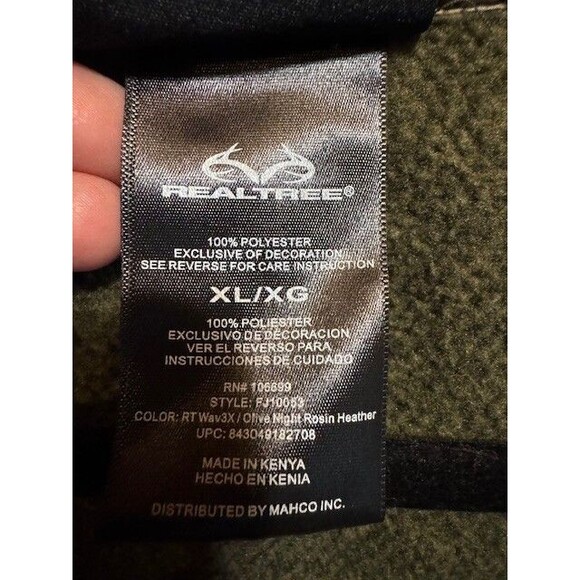 REALTREE®
100% POLYESTER
EXCLUSIVE OF DECORATION
SEE REVERSE FOR CARE INSTRUCTION
XL/XG
100% POLIESTER
EXCLUSIVO DE DECORACION
VER EL REVERSO PARA
INSTRUCCIONES DE CUIDADO
RN# 106699
STYLE: FJ10053
COLOR: RT Wav3X / Olive Night Rosin Heather
UPC: 843049182708
MADE IN KENYA
HECHO EN KENIA
DISTRIBUTED BY MAHCO INC.